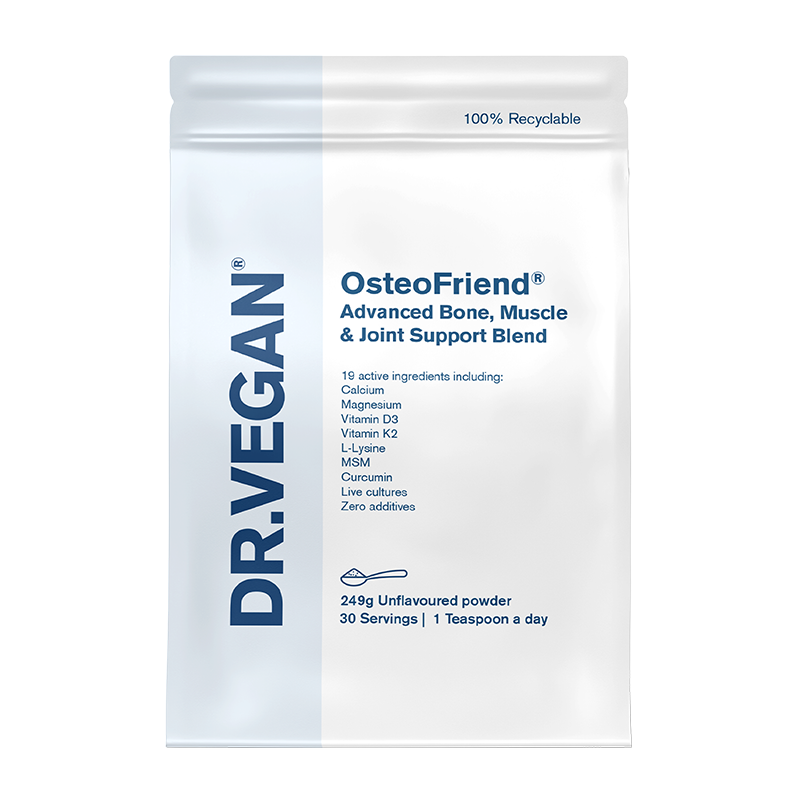 100% Recyclable
DR.VEGAN®
OsteoFriend®
Advanced Bone, Muscle
& Joint Support Blend
19 active ingredients including:
Calcium
Magnesium
Vitamin D3
Vitamin K2
L-Lysine
MSM
Curcumin
Live cultures
Zero additives
249g Unflavoured powder
30 Servings | 1 Teaspoon a day